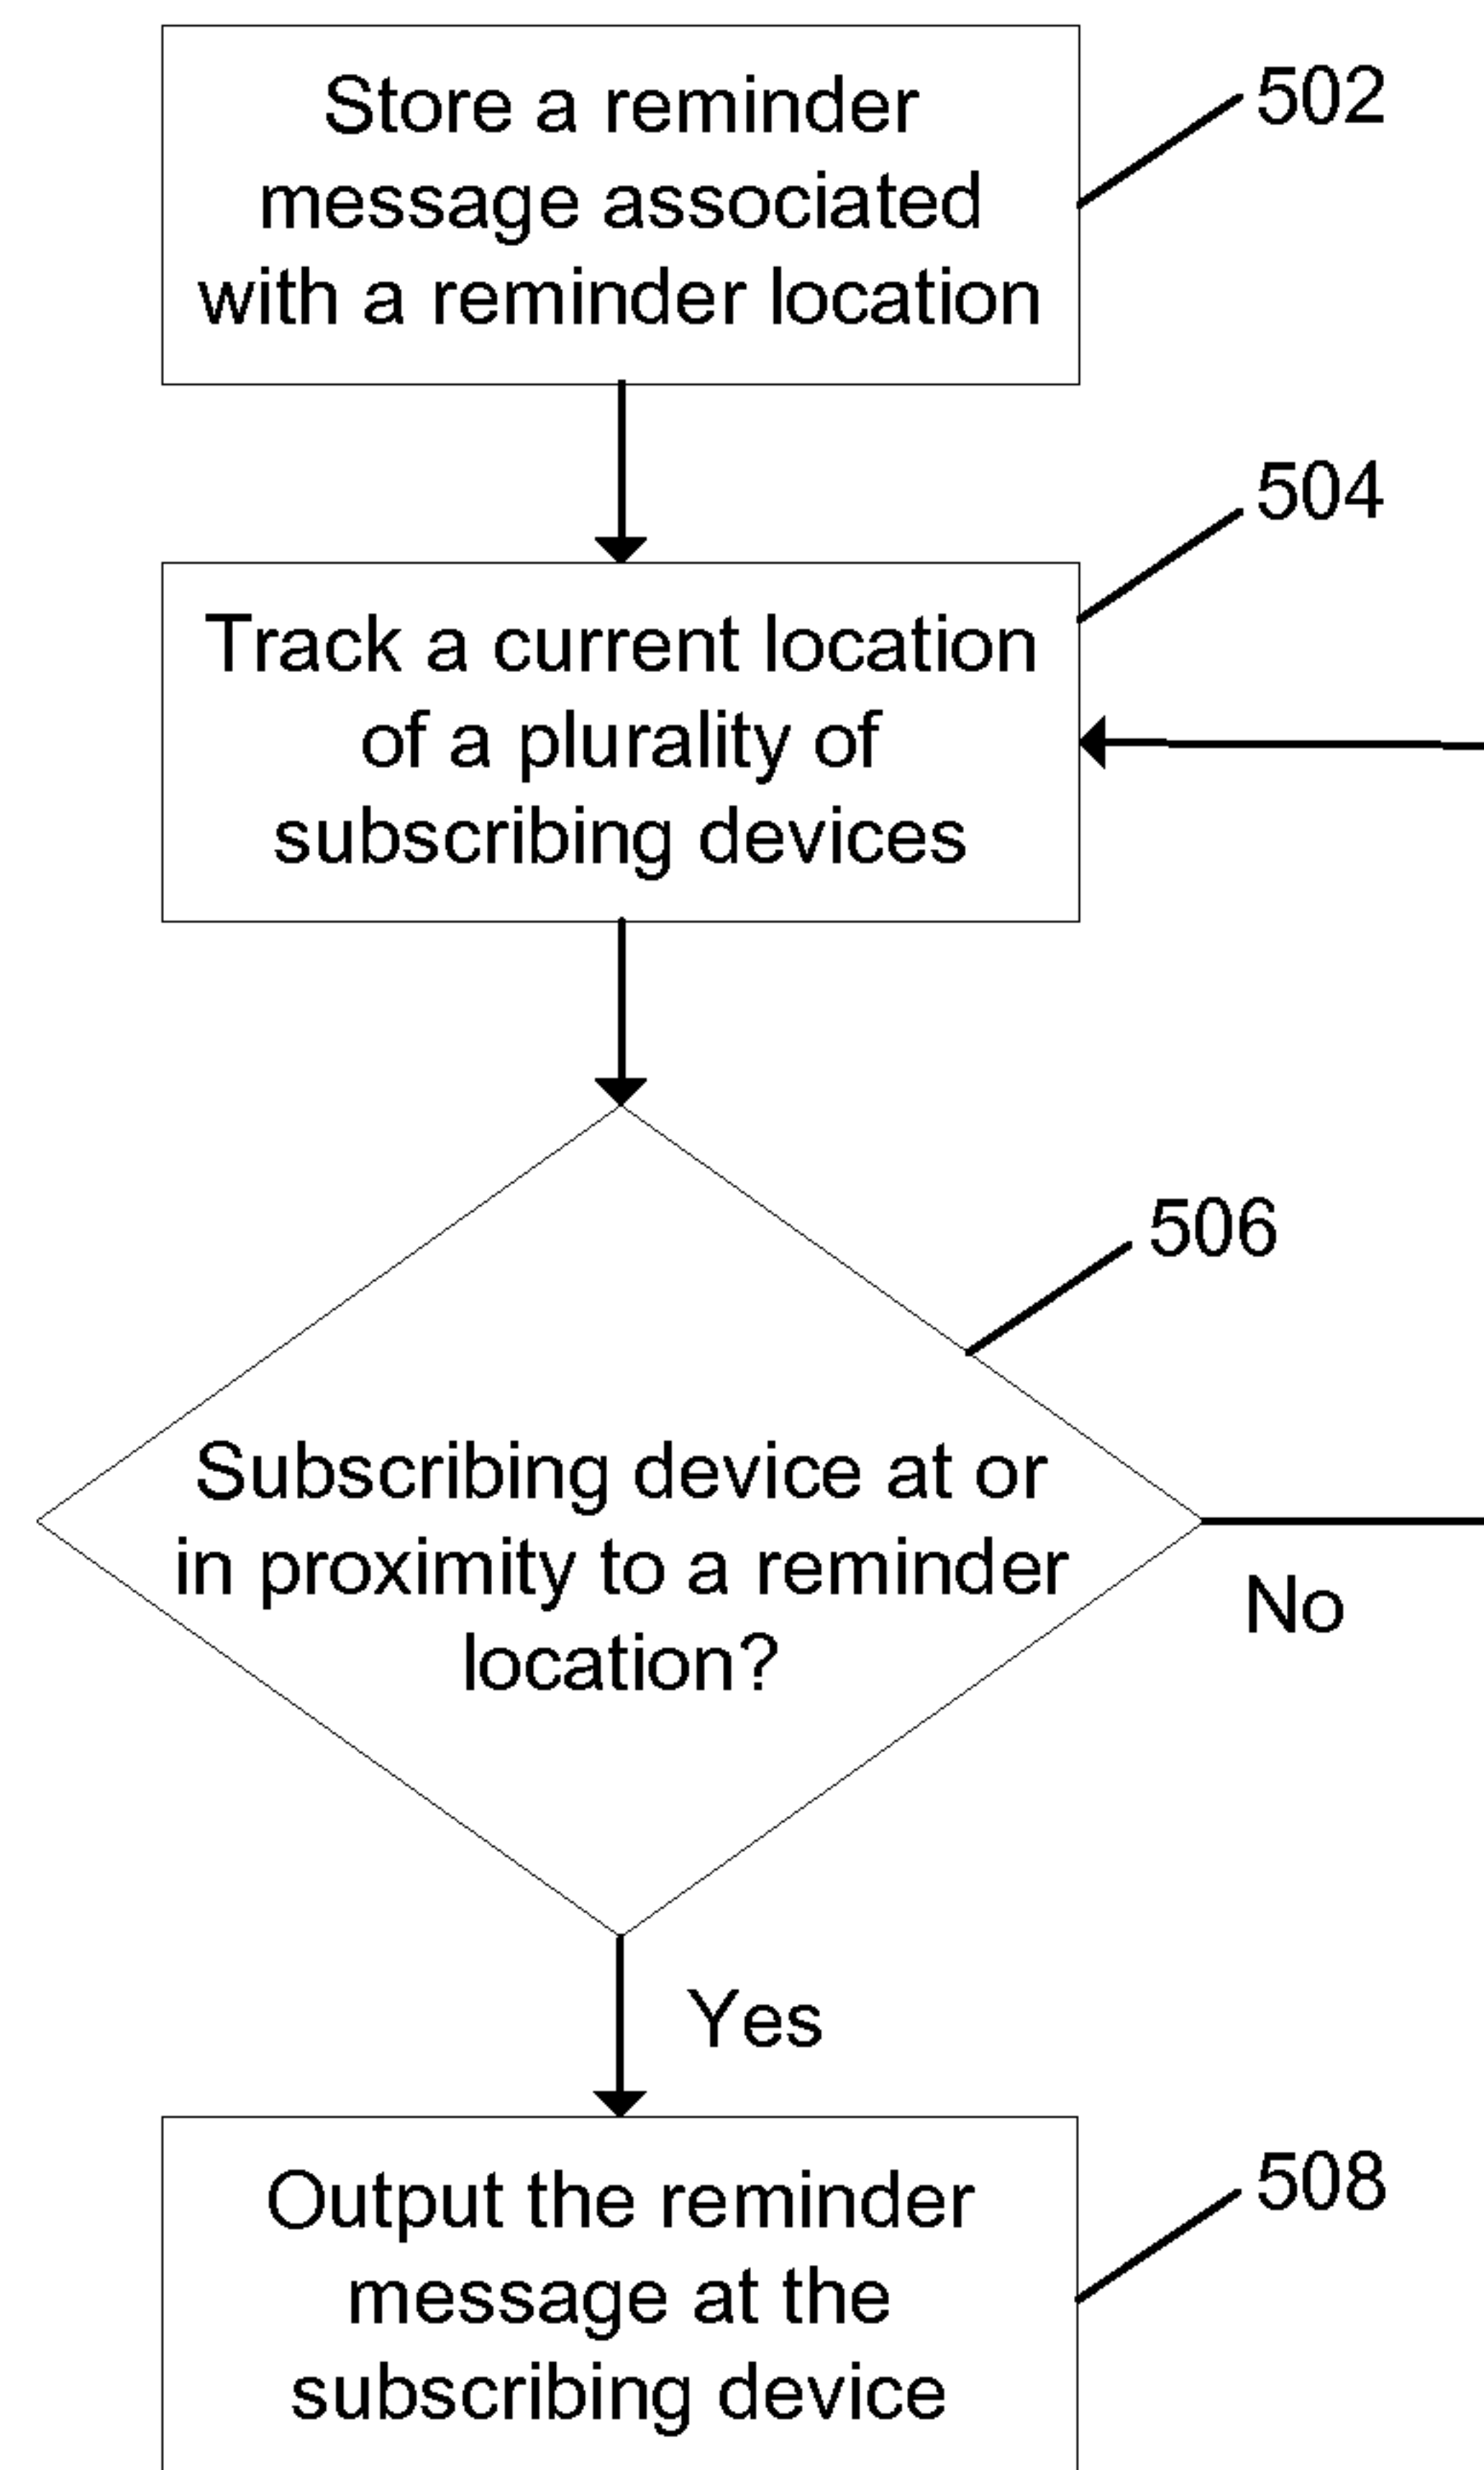 Store a reminder
message associated
with a reminder location
502
Track a current location
of a plurality of
subscribing devices
504
Subscribing device at or
in proximity to a reminder
location?
506
No
Yes
Output the reminder
message at the
subscribing device
508